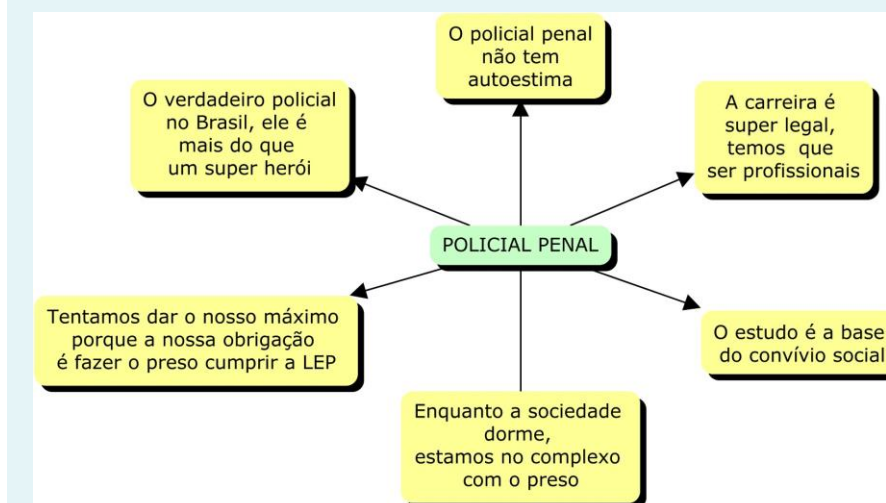 O policial penal
não tem
autoestima
O verdadeiro policial
no Brasil, ele é
mais do que
um super herói
A carreira é
super legal,
temos que
ser profissionais
POLICIAL PENAL
Tentamos dar o nosso máximo
porque a nossa obrigação
é fazer o preso cumprir a LEP
O estudo é a base
do convívio social
Enquanto a sociedade
dorme,
estamos no complexo
com o preso